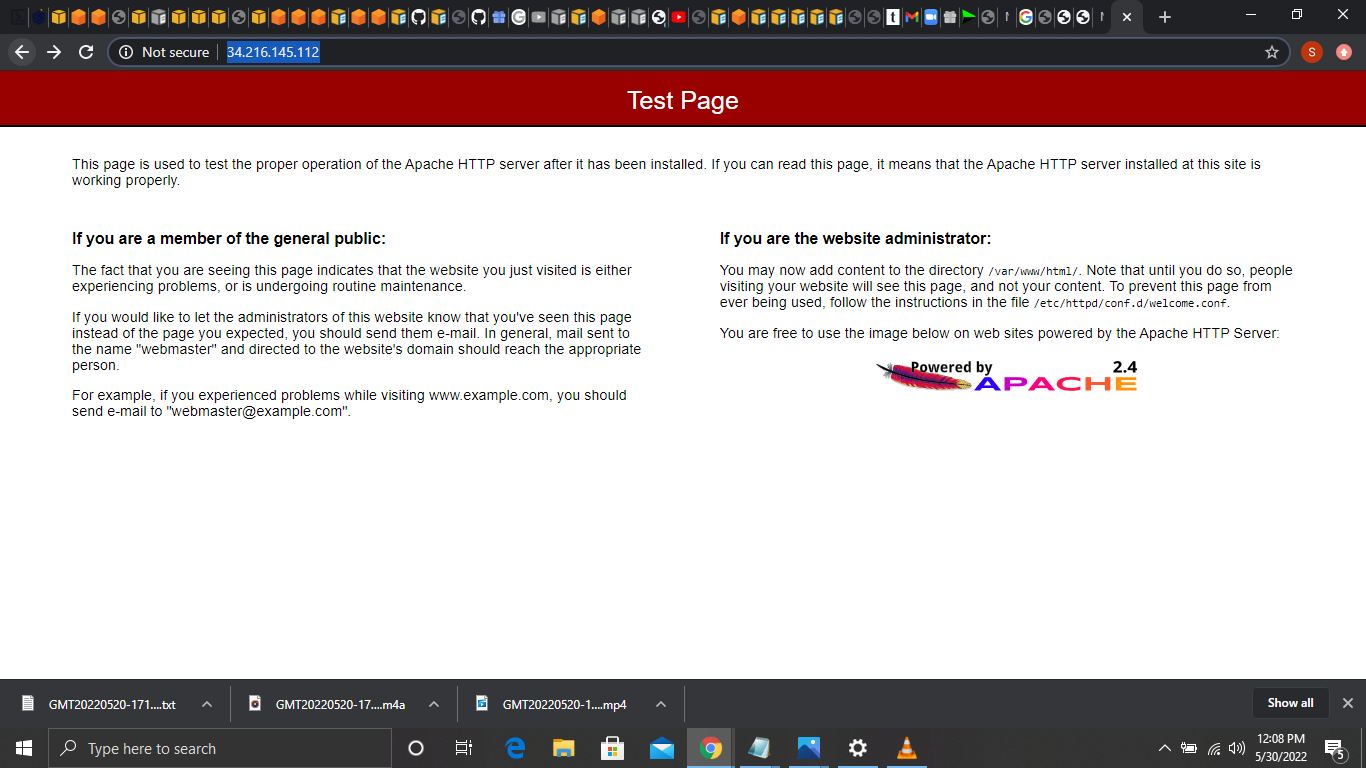 Not secure
34.216.145.112
S
Test Page
This page is used to test the proper operation of the Apache HTTP server after it has been installed. If you can read this page, it means that the Apache HTTP server installed at this site is
working properly.
If you are a member of the general public:
The fact that you are seeing this page indicates that the website you just visited is either
experiencing problems, or is undergoing routine maintenance.
If you would like to let the administrators of this website know that you've seen this page
instead of the page you expected, you should send them e-mail. In general, mail sent to
the name "webmaster" and directed to the website's domain should reach the appropriate
person.
For example, if you experienced problems while visiting www.example.com, you should
send e-mail to "webmaster@example.com".
If you are the website administrator:
You may now add content to the directory /var/www/html/. Note that until you do so, people
visiting your website will see this page, and not your content. To prevent this page from
ever being used, follow the instructions in the file /etc/httpd/conf.d/welcome.conf.
You are free to use the image below on web sites powered by the Apache HTTP Server:
Powered by 2.4
APACHE
GMT20220520-171....txt
GMT20220520-17....m4a
GMT20220520-1....mp4
Show all
Type here to search
12:08 PM
5/30/2022
5